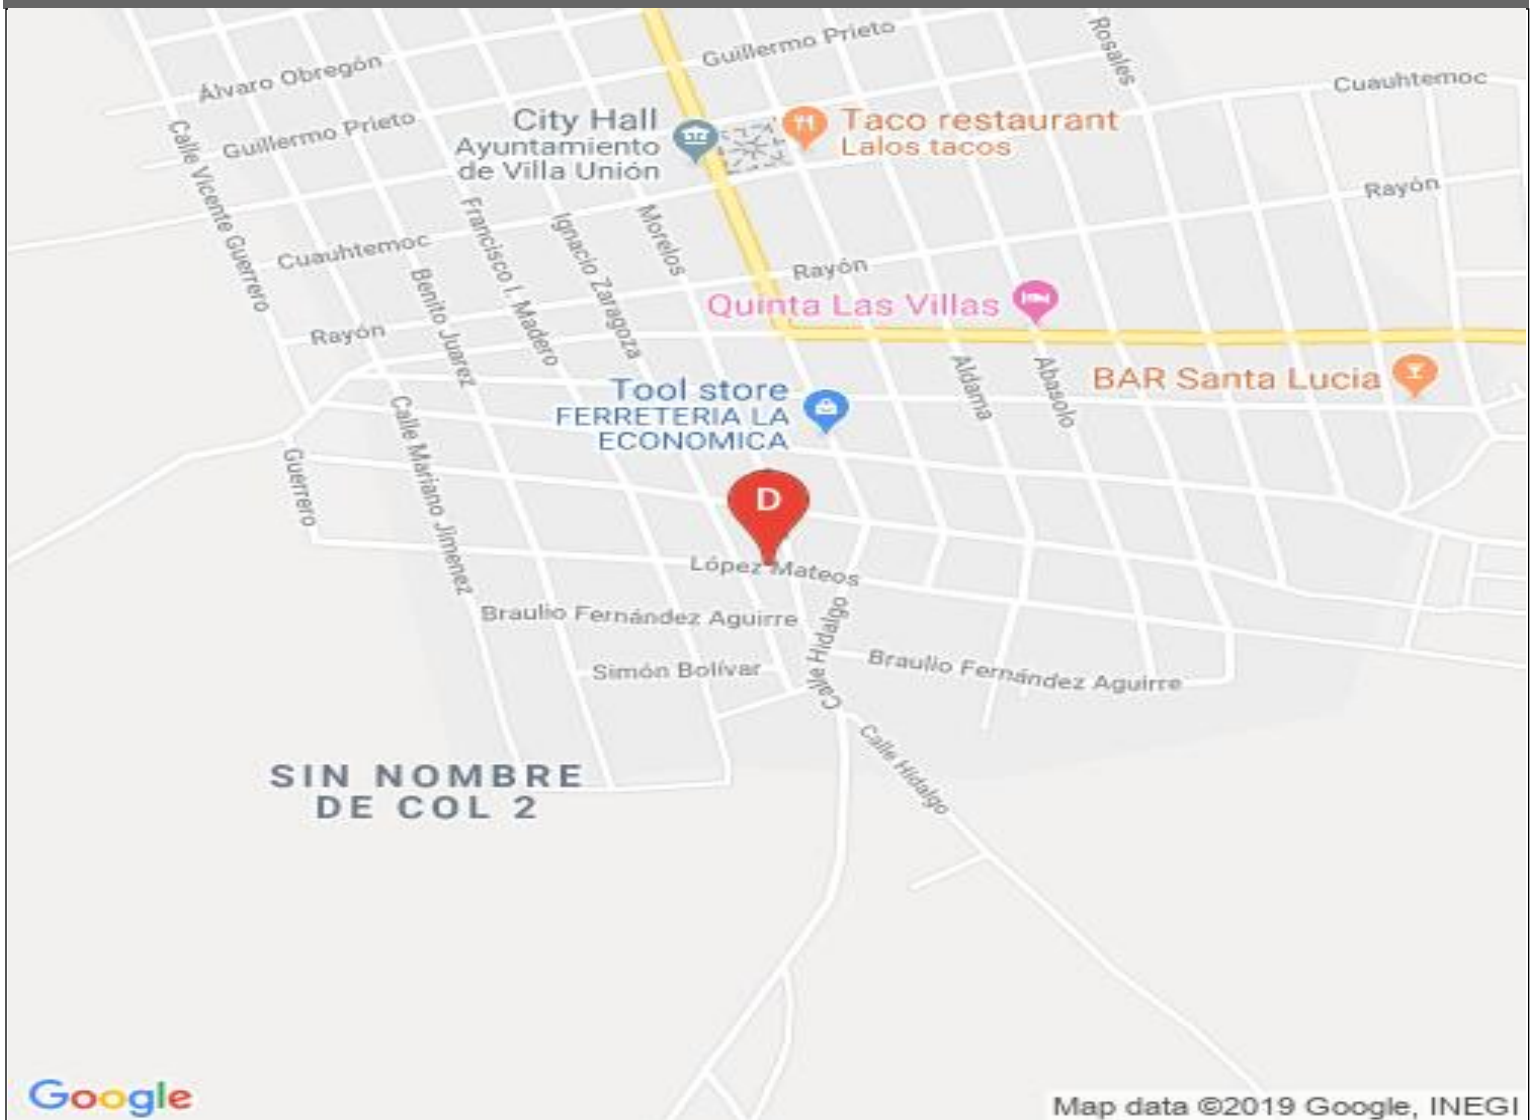 Guillermo Prieto
Rosales
Álvaro Obregón
Cuauhtemoc
City Hall
Ayuntamiento
de Villa Unión
Taco restaurant
Lalos tacos
Guillermo Prieto
Calle Vicente Guerrero
Rayón
Francisco I. Madero
Ignacio Zaragoza
Morelos
Cuauhtemoc
Benito Juarez
Rayón
Quinta Las Villas
Rayón
Aldama
Abasolo
BAR Santa Lucia
Tool store
FERRETERIA LA
ECONOMICA
Calle Mariano Jimenez
Guerrero
D
López Mateos
Braulio Fernández Aguirre
Calle Hidalgo
Simón Bolívar
Braulio Fernández Aguirre
Calle Hidalgo
SIN NOMBRE
DE COL 2
Google
Map data ©2019 Google, INEGI